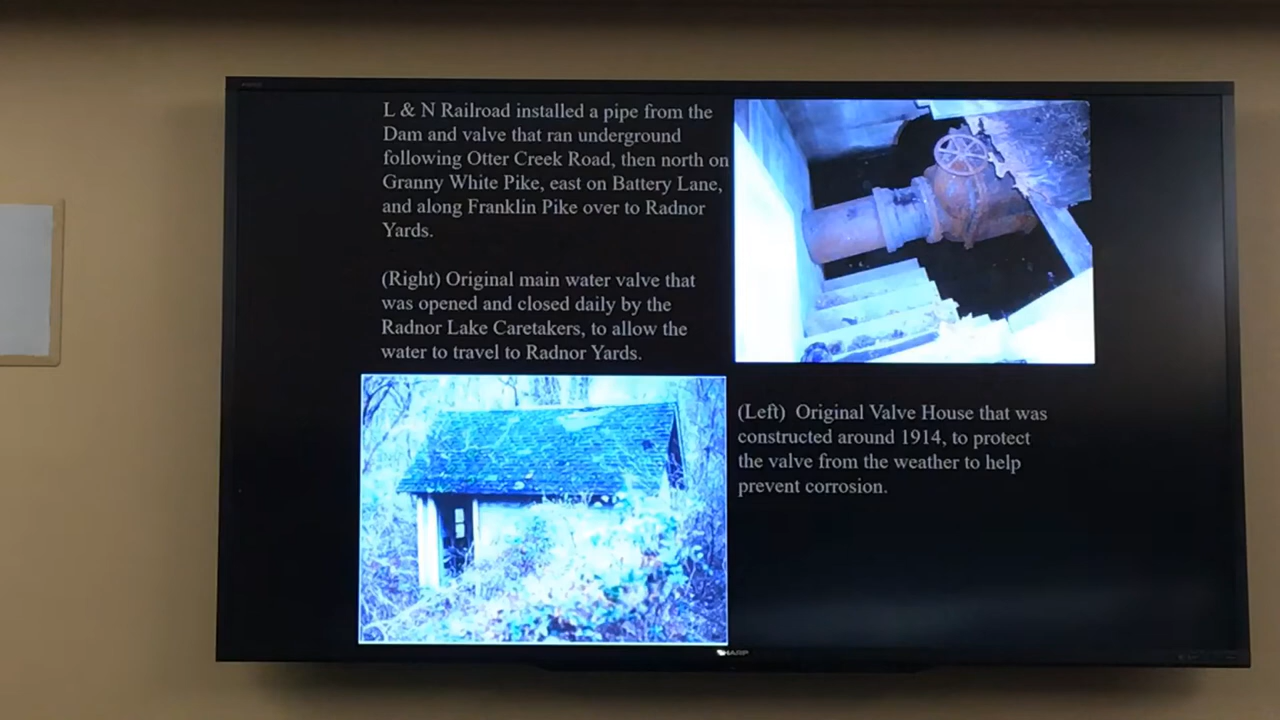 L & N Railroad installed a pipe from the
Dam and valve that ran underground
following Otter Creek Road, then north on
Granny White Pike, east on Battery Lane,
and along Franklin Pike over to Radnor
Yards.
(Right) Original main water valve that
was opened and closed daily by the
Radnor Lake Caretakers, to allow the
water to travel to Radnor Yards.
(Left) Original Valve House that was
constructed around 1914, to protect
the valve from the weather to help
prevent corrosion.
SHARP